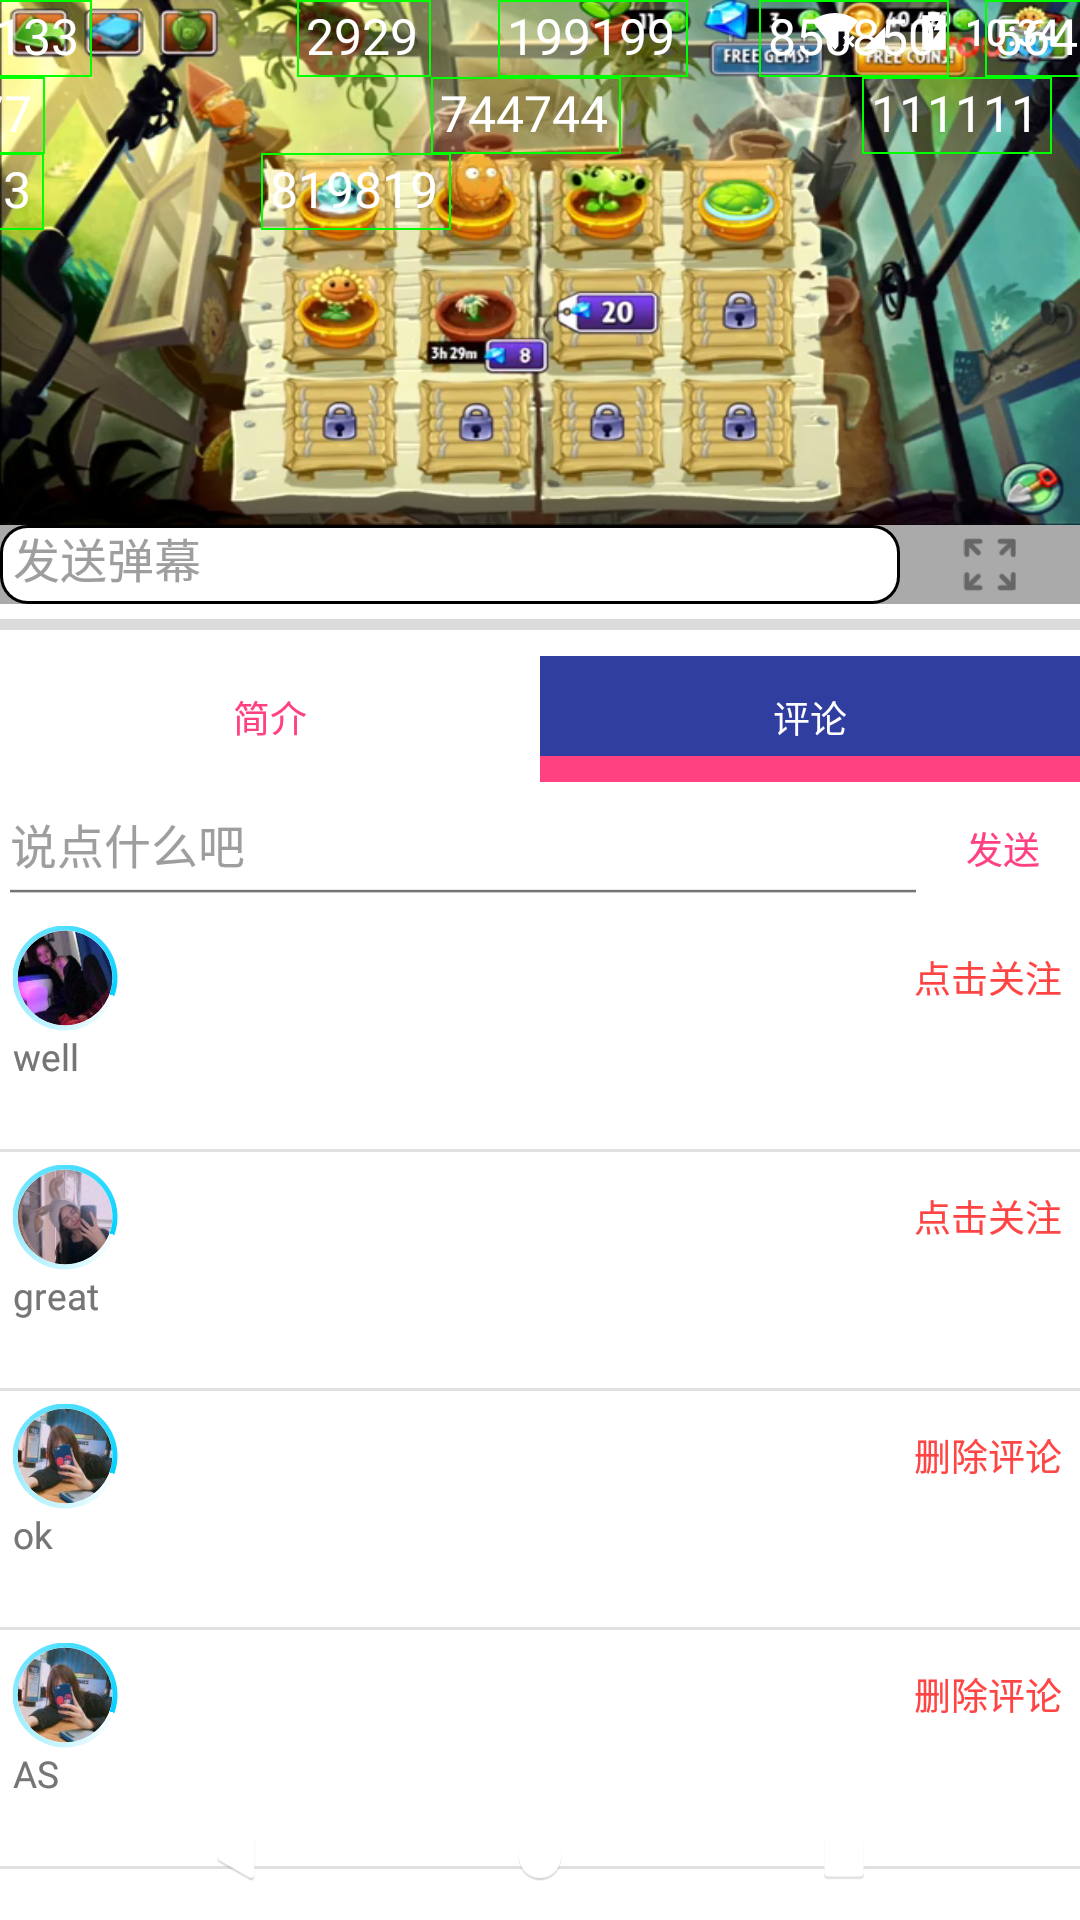 133
2929
199199
850850
FREE GEMS!
FREE COINS!
7
744744
111111
3
819819
20
3h 29m
8
发送弹幕
简介
评论
说点什么吧
发送
点击关注
well
点击关注
great
删除评论
ok
删除评论
AS